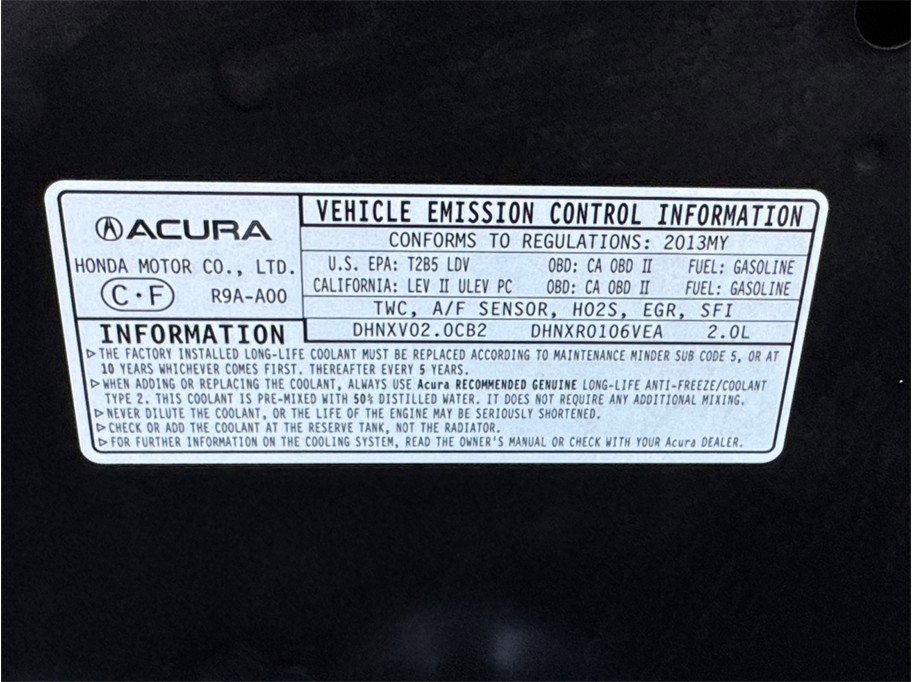 ACURA
HONDA MOTOR CO., LTD.
C·F R9A-A00
VEHICLE EMISSION CONTROL INFORMATION
CONFORMS TO REGULATIONS: 2013MY
U.S. EPA: T2B5 LDV OBD: CA OBD II FUEL: GASOLINE
CALIFORNIA: LEV II ULEV PC OBD: CA OBD II FUEL: GASOLINE
TWC, A/F SENSOR, HO2S, EGR, SFI
DHNXV02.0CB2 DHNXR0106VEA 2.0L
INFORMATION
▷THE FACTORY INSTALLED LONG-LIFE COOLANT MUST BE REPLACED ACCORDING TO MAINTENANCE MINDER SUB CODE 5, OR AT
10 YEARS WHICHEVER COMES FIRST. THEREAFTER EVERY 5 YEARS.
▷WHEN ADDING OR REPLACING THE COOLANT, ALWAYS USE Acura RECOMMENDED GENUINE LONG-LIFE ANTI-FREEZE/COOLANT
TYPE 2. THIS COOLANT IS PRE-MIXED WITH 50% DISTILLED WATER. IT DOES NOT REQUIRE ANY ADDITIONAL MIXING.
▷NEVER DILUTE THE COOLANT, OR THE LIFE OF THE ENGINE MAY BE SERIOUSLY SHORTENED.
▷CHECK OR ADD THE COOLANT AT THE RESERVE TANK, NOT THE RADIATOR.
▷FOR FURTHER INFORMATION ON THE COOLING SYSTEM, READ THE OWNER'S MANUAL OR CHECK WITH YOUR Acura DEALER.